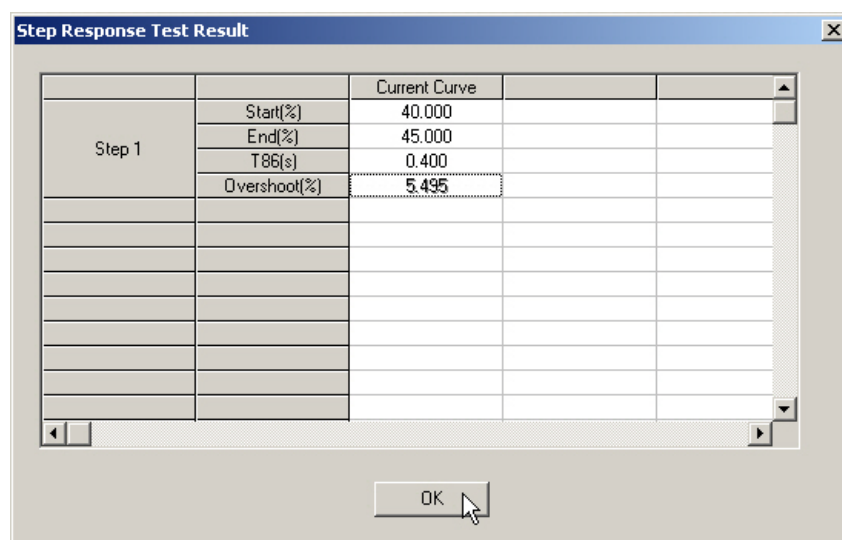 Step Response Test Result
Current Curve
Step 1
Start(%) 40.000
End(%) 45.000
T86(s) 0.400
Overshoot(%) 5.495
OK